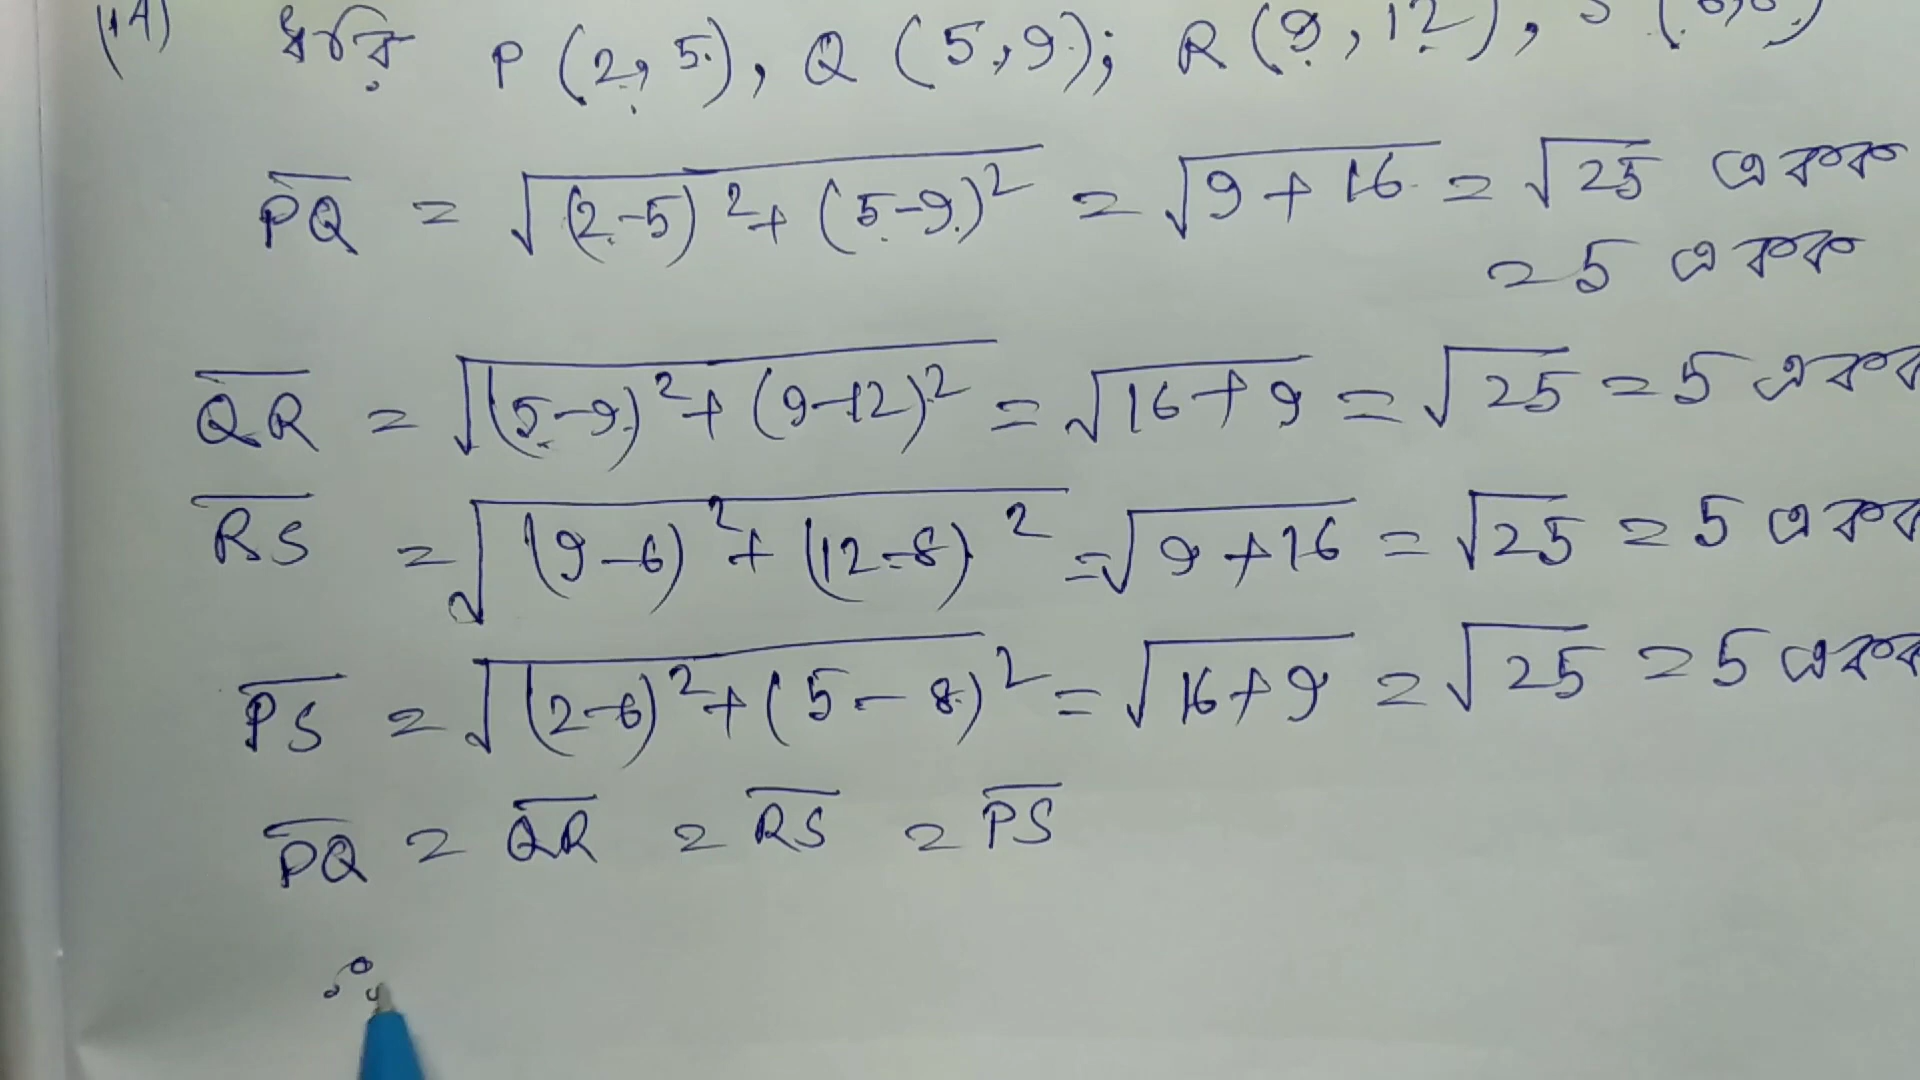 (14) ধরি P (2, 5), Q (5, 9); R (9, 12), S (6, 8)
PQ = √(2-5)² + (5-9)² = √9+16 = √25 একক
= 5 একক
QR = √(5-9)² + (9-12)² = √16+9 = √25 = 5 একক
RS = √(9-6)² + (12-8)² = √9+16 = √25 = 5 একক
PS = √(2-6)² + (5-8)² = √16+9 = √25 = 5 একক
PQ = QR = RS = PS